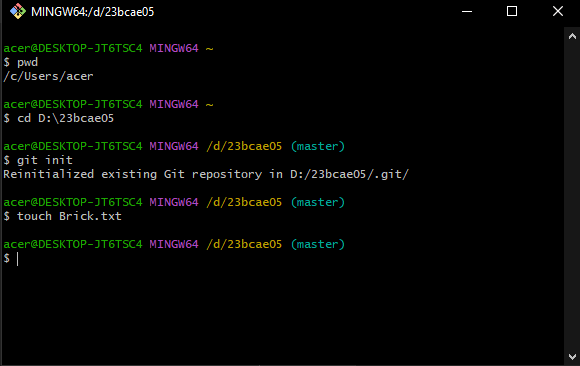 MINGW64:/d/23bcae05
acer@DESKTOP-JT6TSC4 MINGW64 ~
$ pwd
/c/Users/acer
acer@DESKTOP-JT6TSC4 MINGW64 ~
$ cd D:\23bcae05
acer@DESKTOP-JT6TSC4 MINGW64 /d/23bcae05 (master)
$ git init
Reinitialized existing Git repository in D:/23bcae05/.git/
acer@DESKTOP-JT6TSC4 MINGW64 /d/23bcae05 (master)
$ touch Brick.txt
acer@DESKTOP-JT6TSC4 MINGW64 /d/23bcae05 (master)
$